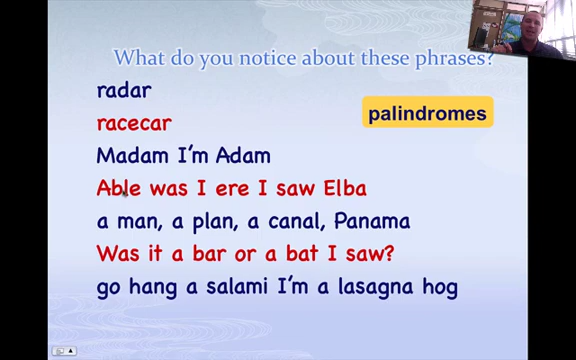 What do you notice about these phrases?
radar
palindromes
racecar
Madam I'm Adam
Able was I ere I saw Elba
a man, a plan, a canal, Panama
Was it a bar or a bat I saw?
go hang a salami I'm a lasagna hog